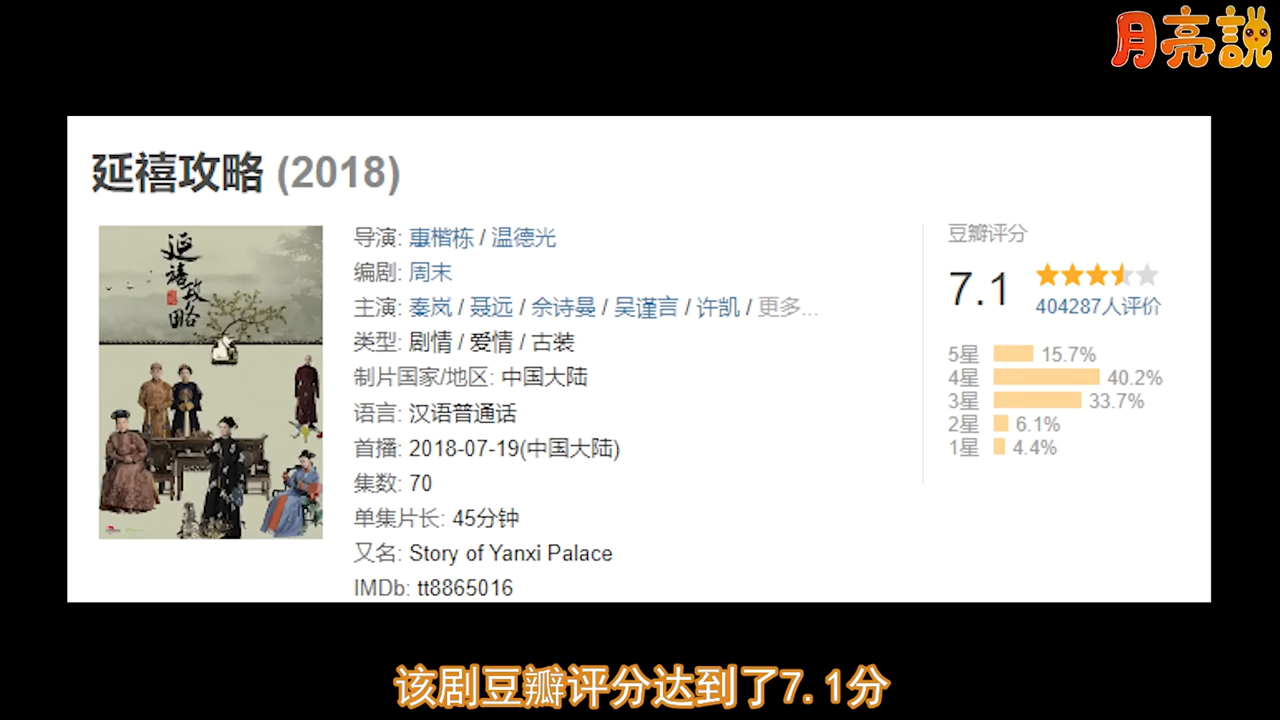 月亮説
延禧攻略 (2018)
延禧攻略
导演: 惠楷栋 / 温德光
编剧: 周末
主演: 秦岚 / 聂远 / 佘诗曼 / 吴谨言 / 许凯 / 更多...
类型: 剧情 / 爱情 / 古装
制片国家/地区: 中国大陆
语言: 汉语普通话
首播: 2018-07-19(中国大陆)
集数: 70
单集片长: 45分钟
又名: Story of Yanxi Palace
IMDb: tt8865016
豆瓣评分
7.1
404287人评价
5星 15.7%
4星 40.2%
3星 33.7%
2星 6.1%
1星 4.4%
该剧豆瓣评分达到了7.1分